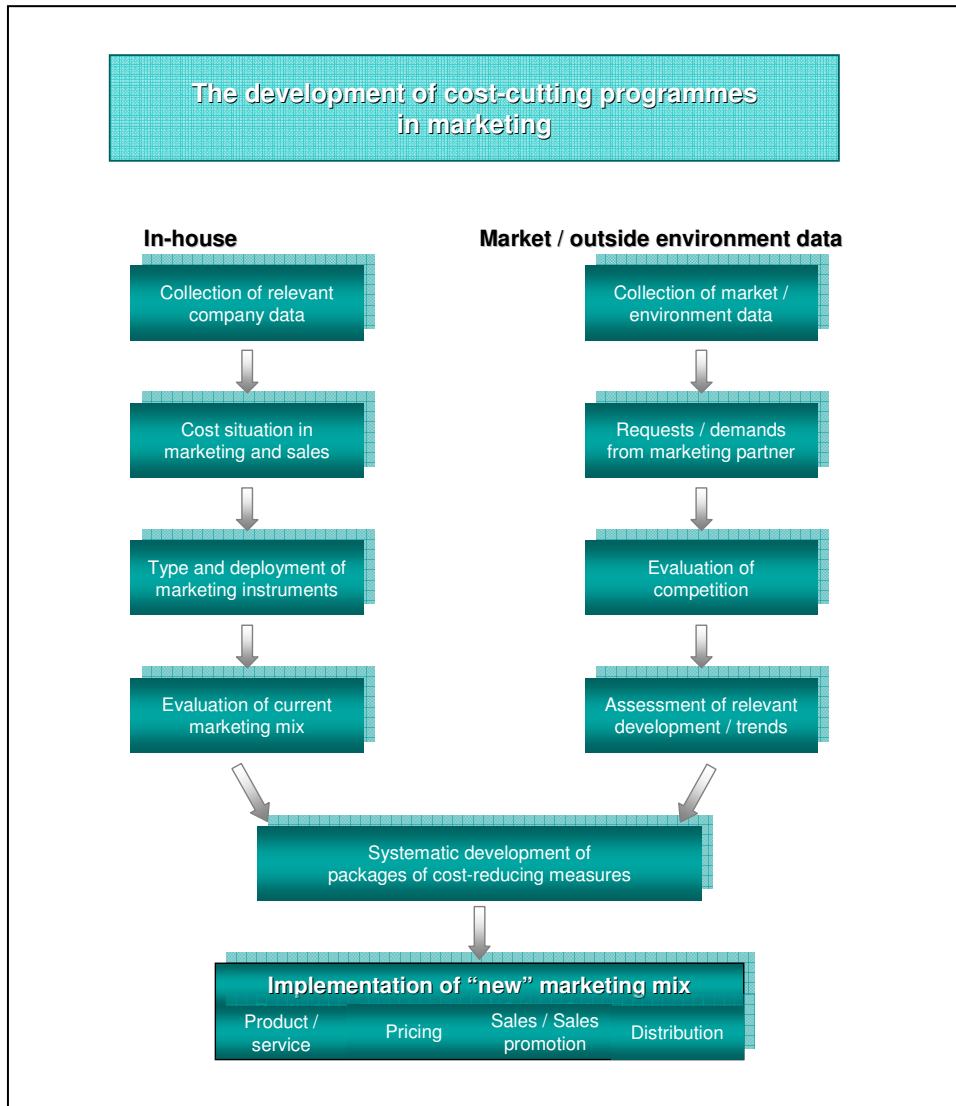 The development of cost-cutting programmes
in marketing
In-house
Collection of relevant
company data
Cost situation in
marketing and sales
Type and deployment of
marketing instruments
Evaluation of current
marketing mix
Market / outside environment data
Collection of market /
environment data
Requests / demands
from marketing partner
Evaluation of
competition
Assessment of relevant
development / trends
Systematic development of
packages of cost-reducing measures
Implementation of “new” marketing mix
Product /
service
Pricing
Sales / Sales
promotion
Distribution